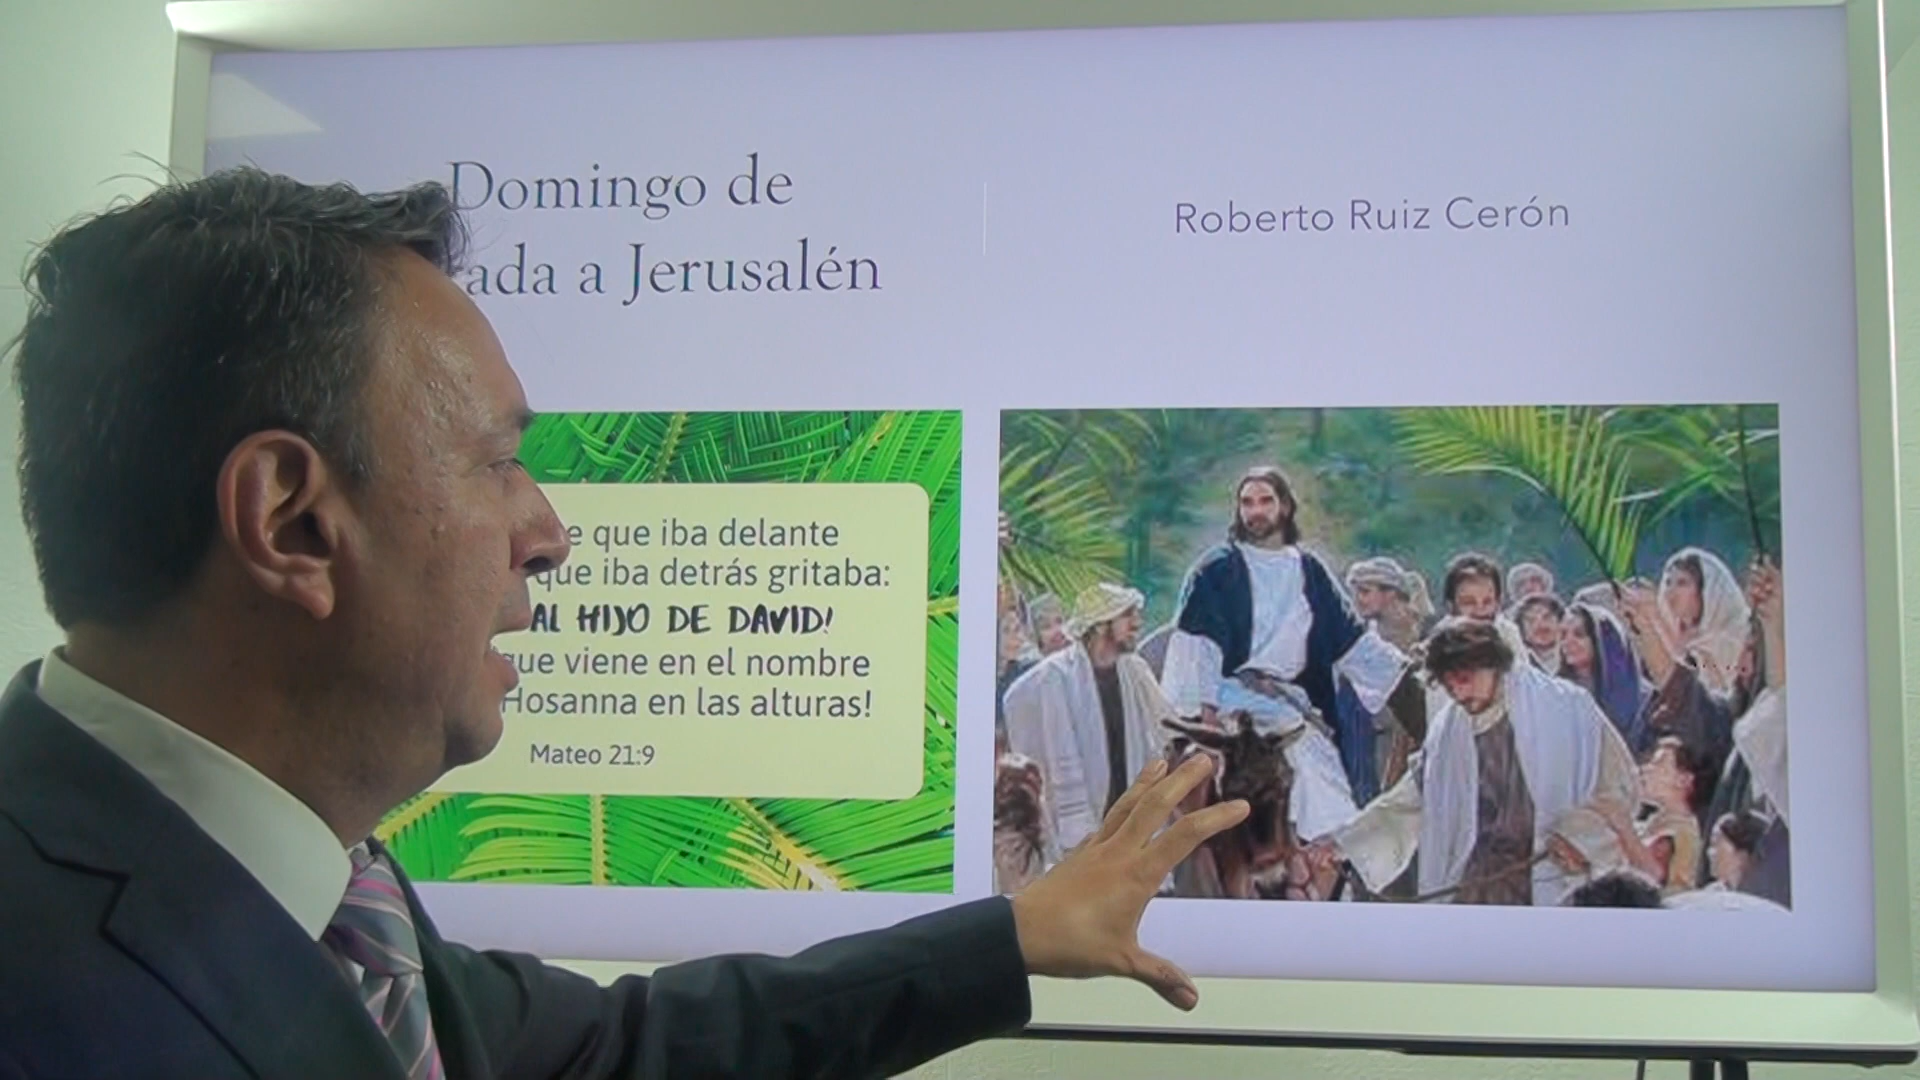 Domingo de
a Jerusalén
Roberto Ruiz Cerón
que iba delante
que iba detrás gritaba:
AL HIJO DE DAVID!
que viene en el nombre
Hosanna en las alturas!
Mateo 21:9